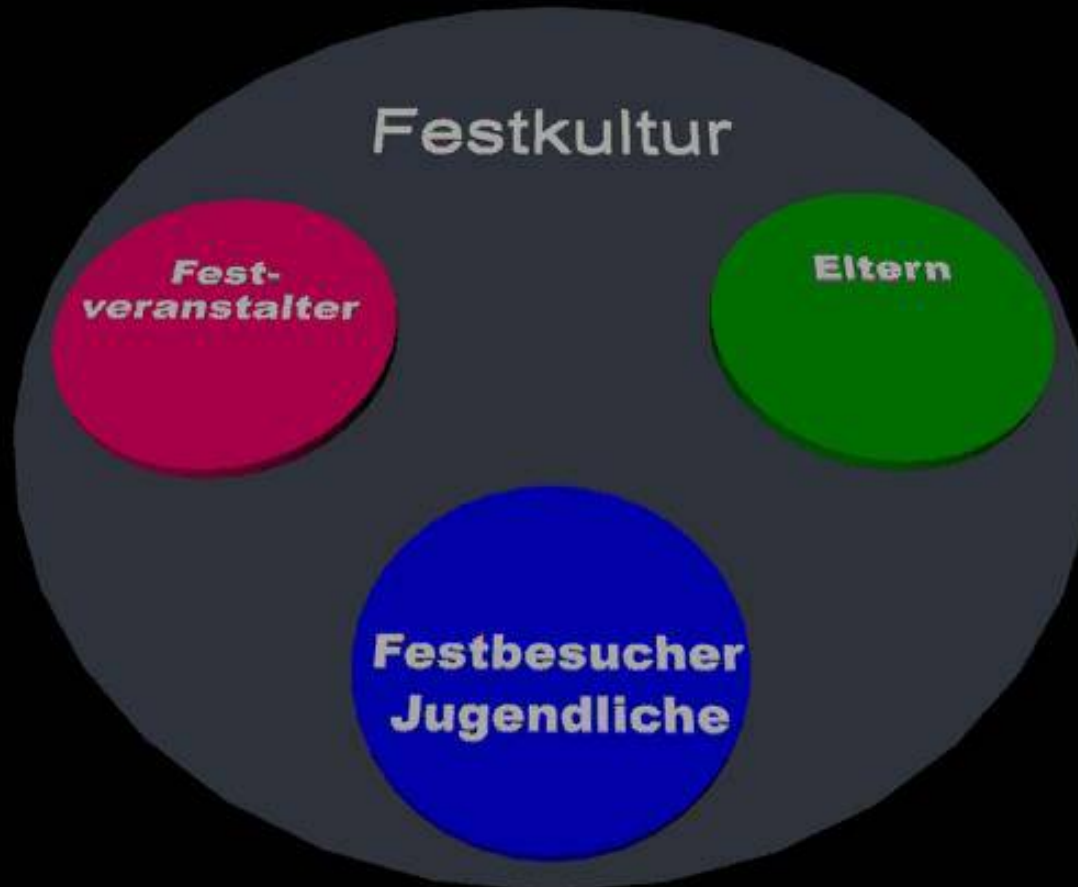 Festkultur
Fest-
veranstalter
Eltern
Festbesucher
Jugendliche